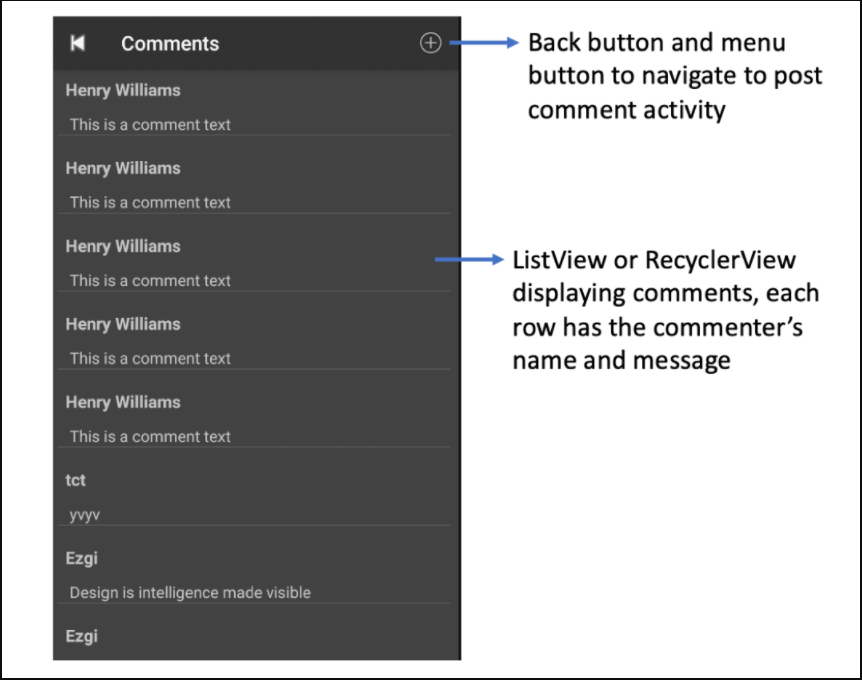 Comments
Henry Williams
This is a comment text
Henry Williams
This is a comment text
Henry Williams
This is a comment text
Henry Williams
This is a comment text
Henry Williams
This is a comment text
tct
yvyv
Ezgi
Design is intelligence made visible
Ezgi
Back button and menu
button to navigate to post
comment activity
ListView or RecyclerView
displaying comments, each
row has the commenter’s
name and message